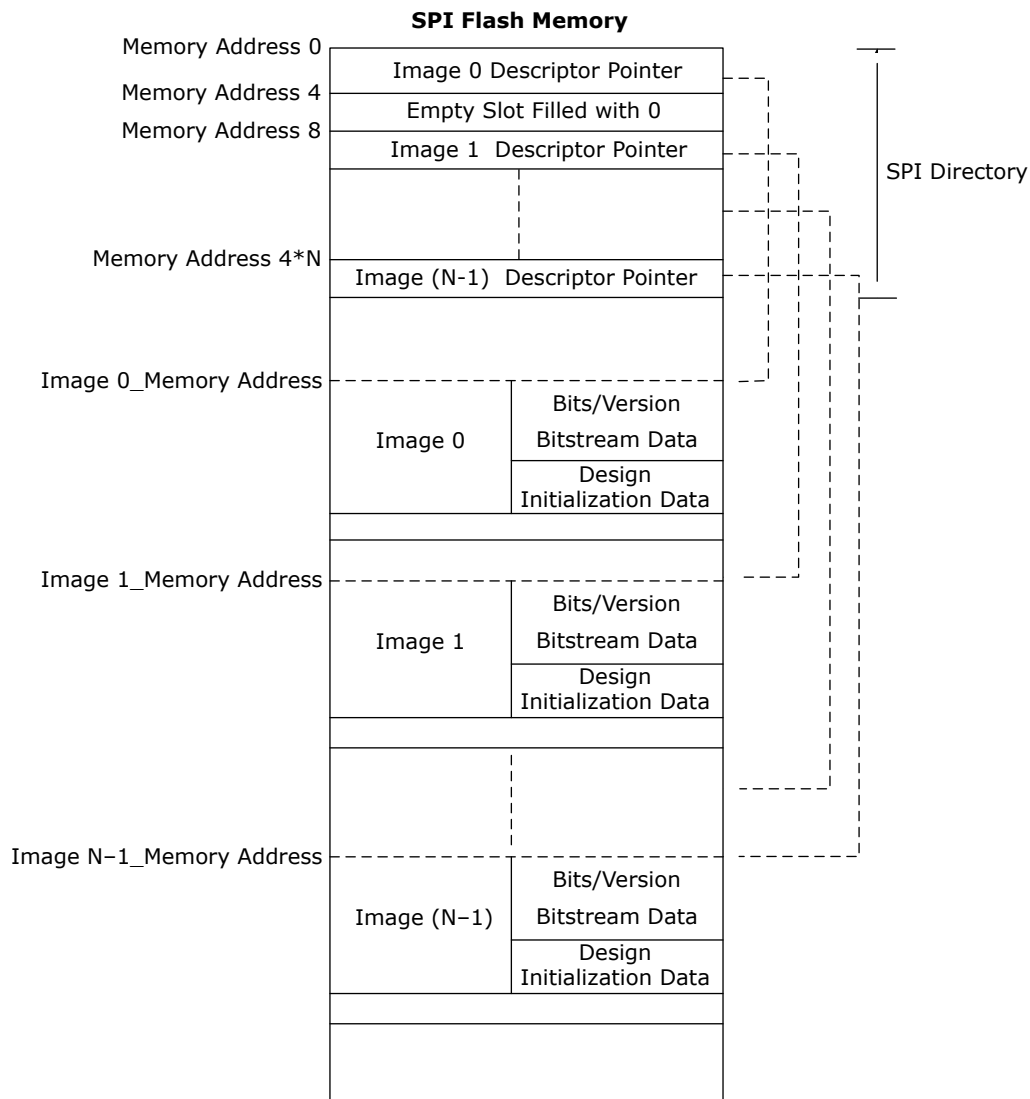 SPI Flash Memory
Memory Address 0
Image 0 Descriptor Pointer
Memory Address 4
Empty Slot Filled with 0
Memory Address 8
Image 1 Descriptor Pointer
SPI Directory
Memory Address 4*N
Image (N-1) Descriptor Pointer
Image 0_Memory Address
Bits/Version
Image 0
Bitstream Data
Design
Initialization Data
Image 1_Memory Address
Bits/Version
Image 1
Bitstream Data
Design
Initialization Data
Image N–1_Memory Address
Bits/Version
Image (N–1)
Bitstream Data
Design
Initialization Data